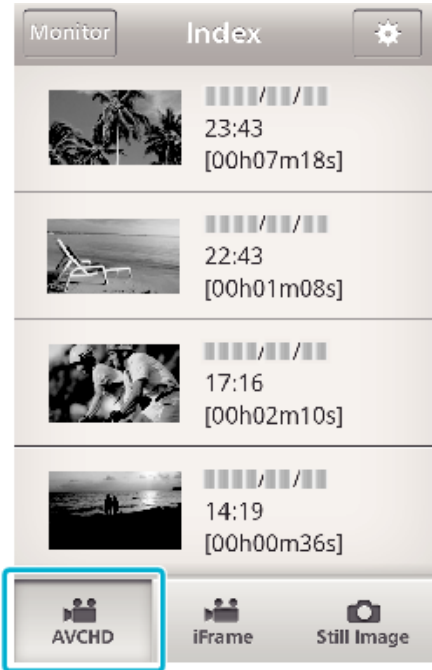 Monitor Index
23:43
[00h07m18s]
22:43
[00h01m08s]
17:16
[00h02m10s]
14:19
[00h00m36s]
AVCHD iFrame Still Image